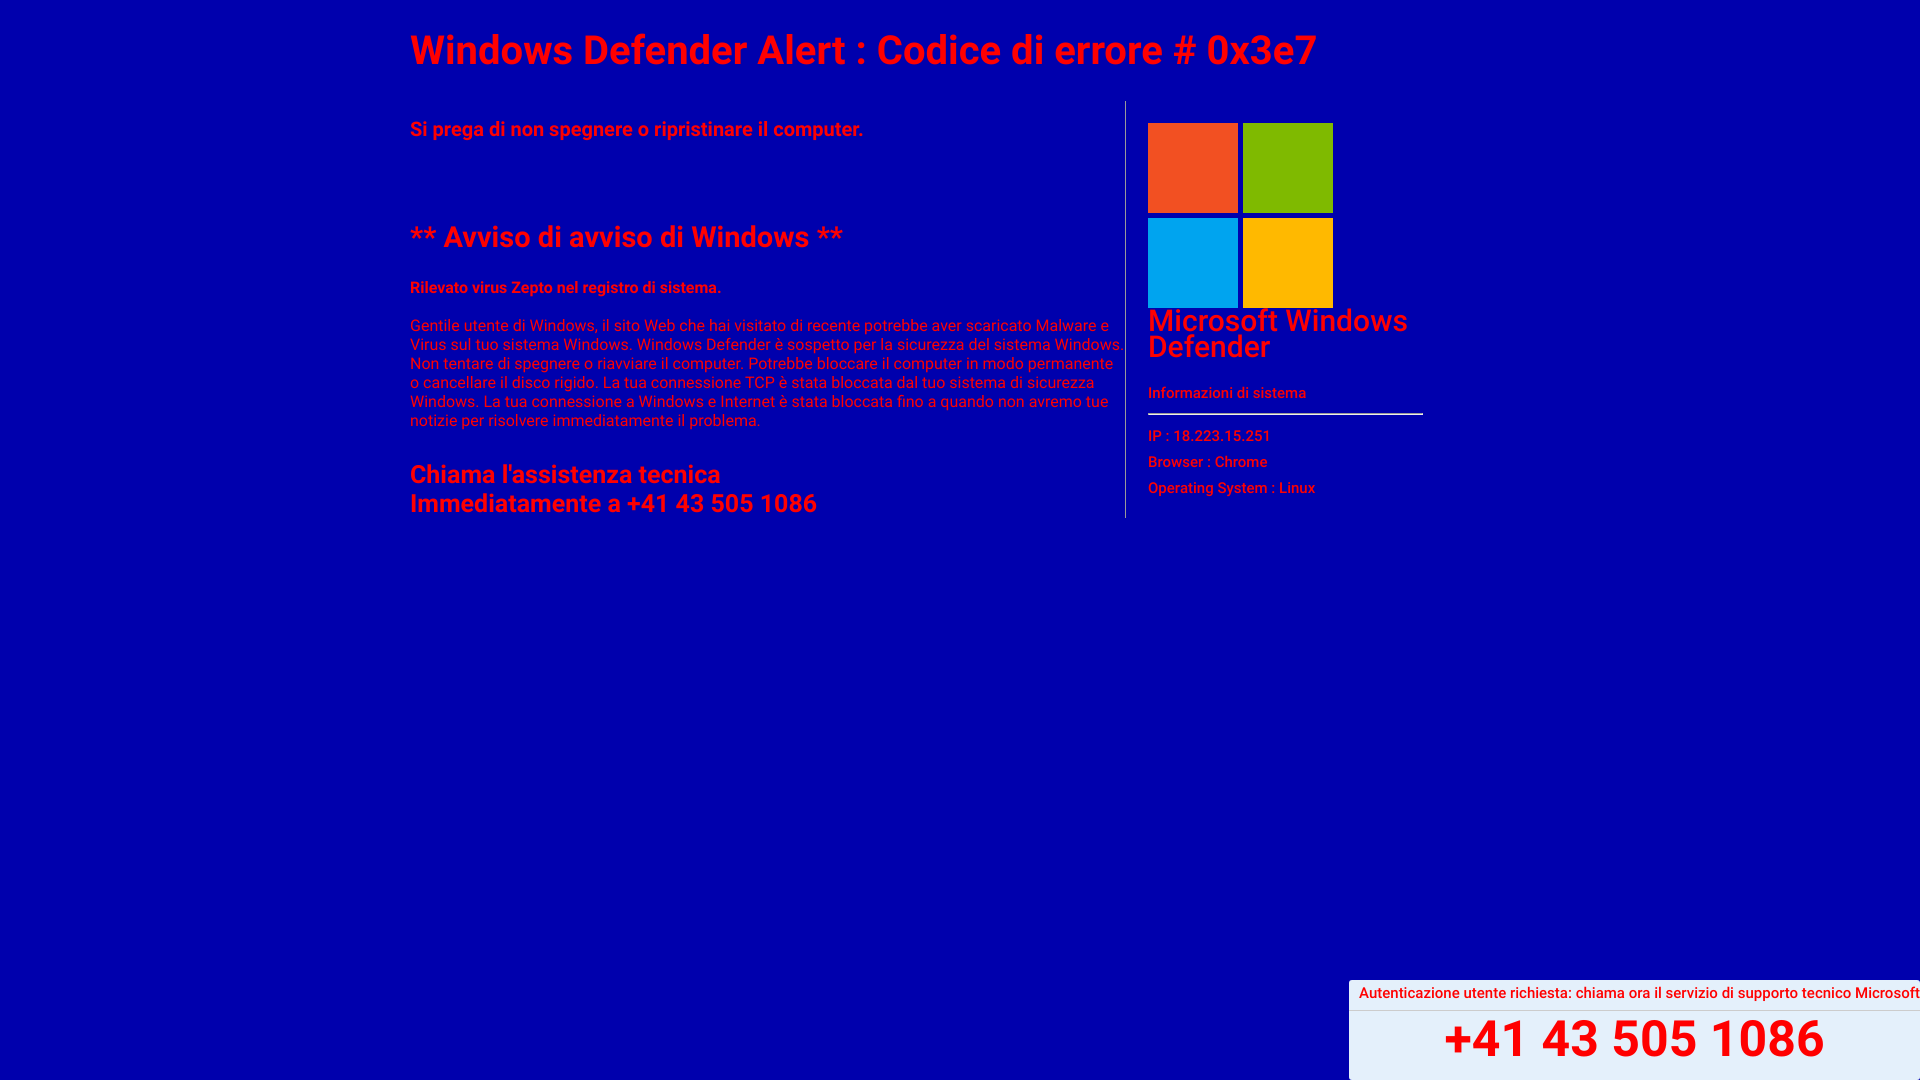 Windows Defender Alert : Codice di errore # 0x3e7
Si prega di non spegnere o ripristinare il computer.
** Avviso di avviso di Windows **
Rilevato virus Zepto nel registro di sistema.
Gentile utente di Windows, il sito Web che hai visitato di recente potrebbe aver scaricato Malware e
Virus sul tuo sistema Windows. Windows Defender è sospetto per la sicurezza del sistema Windows.
Non tentare di spegnere o riavviare il computer. Potrebbe bloccare il computer in modo permanente
o cancellare il disco rigido. La tua connessione TCP è stata bloccata dal tuo sistema di sicurezza
Windows. La tua connessione a Windows e Internet è stata bloccata fino a quando non avremo tue
notizie per risolvere immediatamente il problema.
Chiama l'assistenza tecnica
Immediatamente a +41 43 505 1086
Microsoft Windows
Defender
Informazioni di sistema
IP : 18.223.15.251
Browser : Chrome
Operating System : Linux
Autenticazione utente richiesta: chiama ora il servizio di supporto tecnico Microsoft
+41 43 505 1086